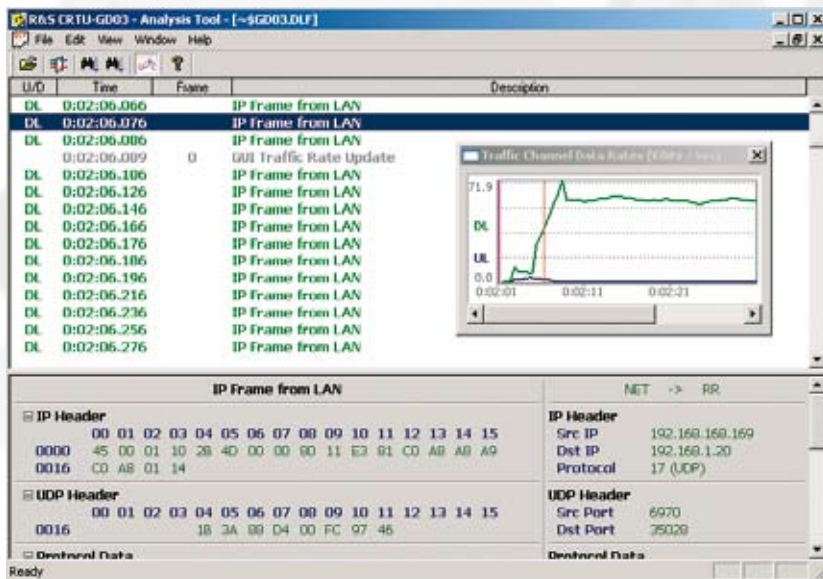 R&S CRTU-GD03 - Analysis Tool - [~$GD03.DLF]
File Edit View Window Help
U/D Time Frame Description
DL 0:02:06.066 IP Frame from LAN
DL 0:02:06.076 IP Frame from LAN
DL 0:02:06.086 IP Frame from LAN
0:02:06.089 0 GUI Traffic Rate Update
DL 0:02:06.106 IP Frame from LAN
DL 0:02:06.126 IP Frame from LAN
DL 0:02:06.146 IP Frame from LAN
DL 0:02:06.166 IP Frame from LAN
DL 0:02:06.176 IP Frame from LAN
DL 0:02:06.186 IP Frame from LAN
DL 0:02:06.196 IP Frame from LAN
DL 0:02:06.216 IP Frame from LAN
DL 0:02:06.236 IP Frame from LAN
DL 0:02:06.256 IP Frame from LAN
DL 0:02:06.276 IP Frame from LAN
Traffic Channel Data Rates
71.9
DL
UL
0.0
0:02:01 0:02:11 0:02:21
IP Frame from LAN
NET -> RR
IP Header
00 01 02 03 04 05 06 07 08 09 10 11 12 13 14 15
0000 45 00 01 10 2B 4D 00 00 80 11 E3 81 C0 A8 A8 A9
0016 C0 A8 01 14
UDP Header
00 01 02 03 04 05 06 07 08 09 10 11 12 13 14 15
0016 1B 3A 88 D4 00 FC 97 46
Protocol Data
IP Header
Src IP 192.168.168.169
Dst IP 192.168.1.20
Protocol 17 (UDP)
UDP Header
Src Port 6970
Dst Port 35028
Protocol Data
Ready